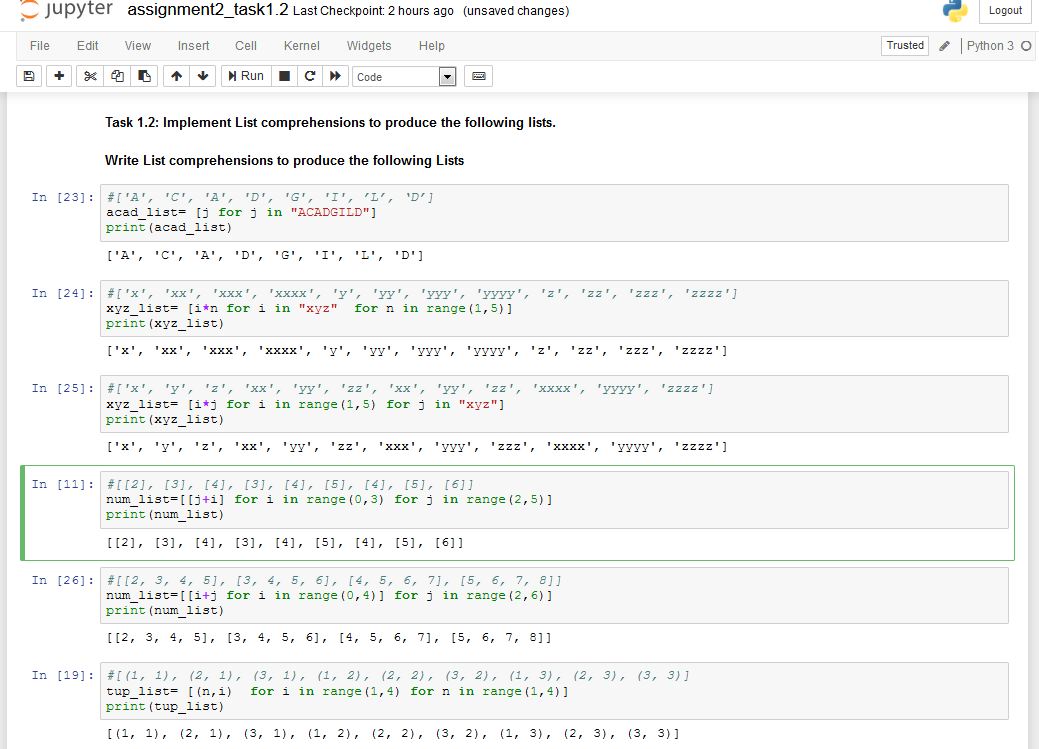 jupyter assignment2_task1.2 Last Checkpoint: 2 hours ago (unsaved changes) Logout
File Edit View Insert Cell Kernel Widgets Help Trusted Python 3
Run Code
Task 1.2: Implement List comprehensions to produce the following lists.
Write List comprehensions to produce the following Lists
In [23]: #['A', 'C', 'A', 'D', 'G', 'I', ’L’, ‘D’]
acad_list= [j for j in "ACADGILD"]
print(acad_list)
['A', 'C', 'A', 'D', 'G', 'I', 'L', 'D']
In [24]: #['x', 'xx', 'xxx', 'xxxx', 'y', 'yy', 'yyy', 'yyyy', 'z', 'zz', 'zzz', 'zzzz']
xyz_list= [i*n for i in "xyz"  for n in range(1,5)]
print(xyz_list)
['x', 'xx', 'xxx', 'xxxx', 'y', 'yy', 'yyy', 'yyyy', 'z', 'zz', 'zzz', 'zzzz']
In [25]: #['x', 'y', 'z', 'xx', 'yy', 'zz', 'xx', 'yy', 'zz', 'xxxx', 'yyyy', 'zzzz']
xyz_list= [i*j for i in range(1,5) for j in "xyz"]
print(xyz_list)
['x', 'y', 'z', 'xx', 'yy', 'zz', 'xxx', 'yyy', 'zzz', 'xxxx', 'yyyy', 'zzzz']
In [11]: #[[2], [3], [4], [3], [4], [5], [4], [5], [6]]
num_list=[[j+i] for i in range(0,3) for j in range(2,5)]
print(num_list)
[[2], [3], [4], [3], [4], [5], [4], [5], [6]]
In [26]: #[[2, 3, 4, 5], [3, 4, 5, 6], [4, 5, 6, 7], [5, 6, 7, 8]]
num_list=[[i+j for i in range(0,4)] for j in range(2,6)]
print(num_list)
[[2, 3, 4, 5], [3, 4, 5, 6], [4, 5, 6, 7], [5, 6, 7, 8]]
In [19]: #[(1, 1), (2, 1), (3, 1), (1, 2), (2, 2), (3, 2), (1, 3), (2, 3), (3, 3)]
tup_list= [(n,i)  for i in range(1,4) for n in range(1,4)]
print(tup_list)
[(1, 1), (2, 1), (3, 1), (1, 2), (2, 2), (3, 2), (1, 3), (2, 3), (3, 3)]